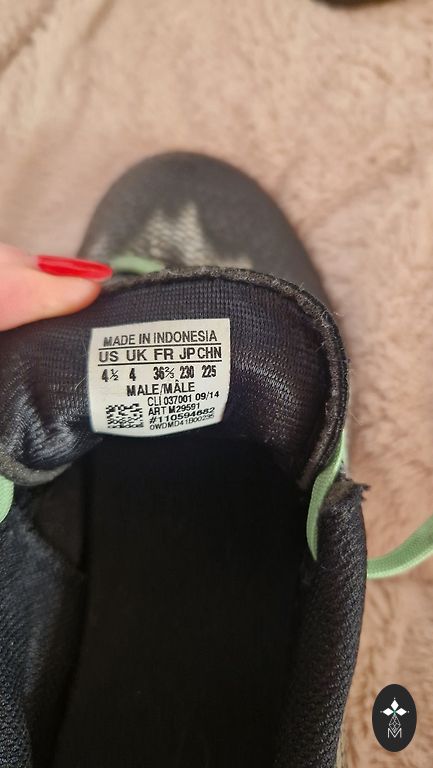 MADE IN INDONESIA
US UK FR JP CHN
4½ 4 36⅔ 230 225
MALE/MÂLE
CLI 037001 09/14
ART M29591
#110594682
0WDMD41B00235